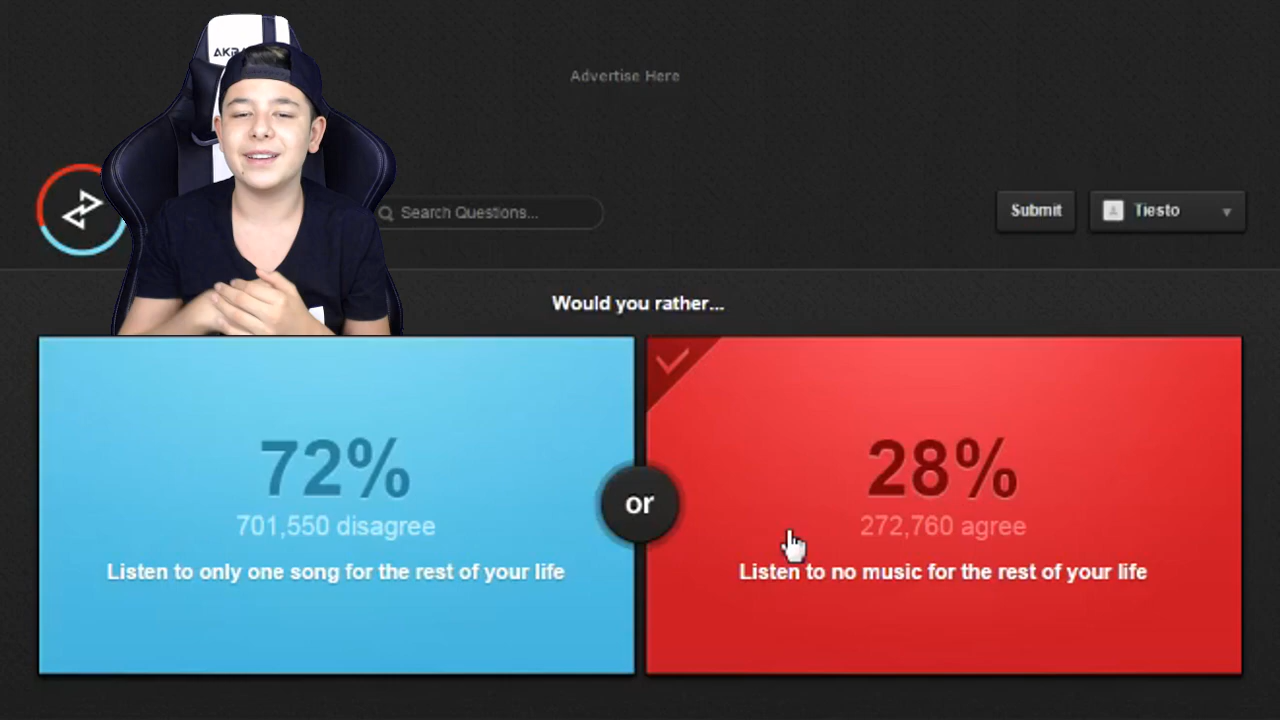 Advertise Here
Search Questions...
Submit
Tiesto
Would you rather...
72%
701,550 disagree
Listen to only one song for the rest of your life
or
28%
272,760 agree
Listen to no music for the rest of your life